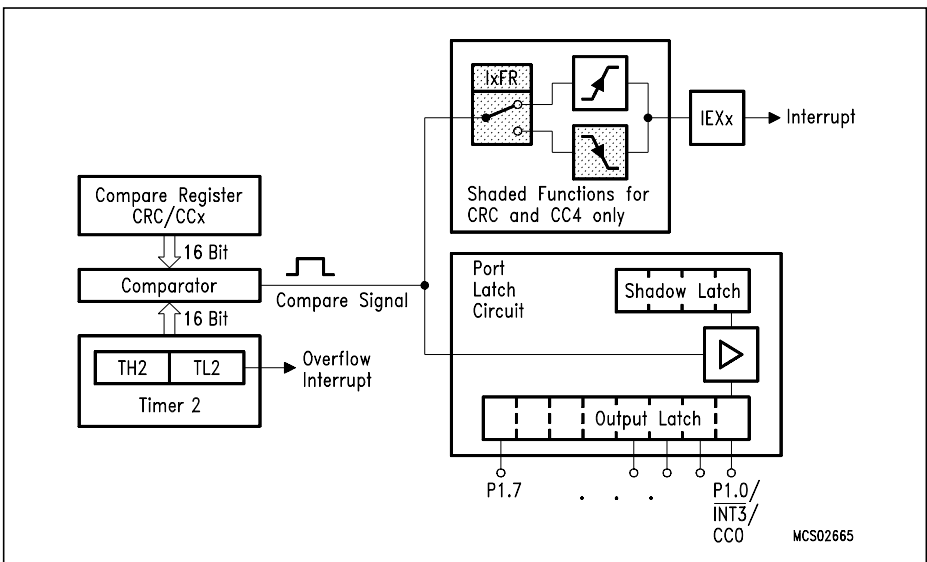 IxFR
IEXx
Interrupt
Shaded Functions for
CRC and CC4 only
Compare Register
CRC/CCx
16 Bit
Comparator
Compare Signal
16 Bit
TH2
TL2
Overflow
Interrupt
Timer 2
Port
Latch
Circuit
Shadow Latch
Output Latch
P1.7
. . .
P1.0/
INT3/
CC0
MCS02665